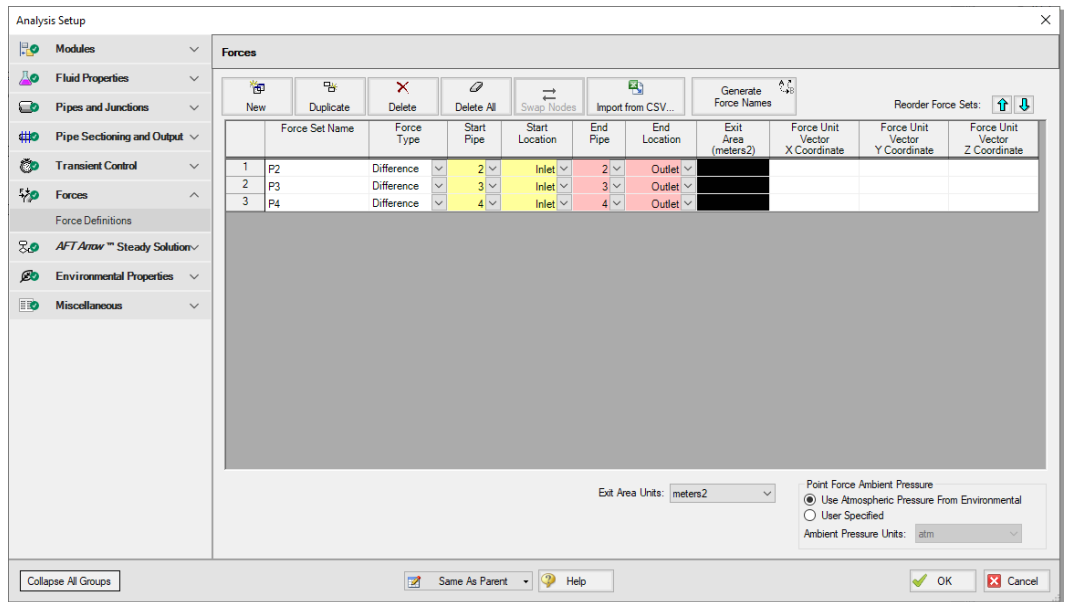 Analysis Setup
Modules
Fluid Properties
Pipes and Junctions
Pipe Sectioning and Output
Transient Control
Forces
Force Definitions
AFT Arrow ™ Steady Solution
Environmental Properties
Miscellaneous
Forces
New
Duplicate
Delete
Delete All
Swap Nodes
Import from CSV...
Generate
Force Names
Reorder Force Sets:
Force Set Name Force Type Start Pipe Start Location End Pipe End Location Exit Area (meters2) Force Unit Vector X Coordinate Force Unit Vector Y Coordinate Force Unit Vector Z Coordinate
1 P2 Difference 2 Inlet 2 Outlet
2 P3 Difference 3 Inlet 3 Outlet
3 P4 Difference 4 Inlet 4 Outlet
Exit Area Units: meters2
Point Force Ambient Pressure
Use Atmospheric Pressure From Environmental
User Specified
Ambient Pressure Units: atm
Collapse All Groups
Same As Parent
Help
OK
Cancel